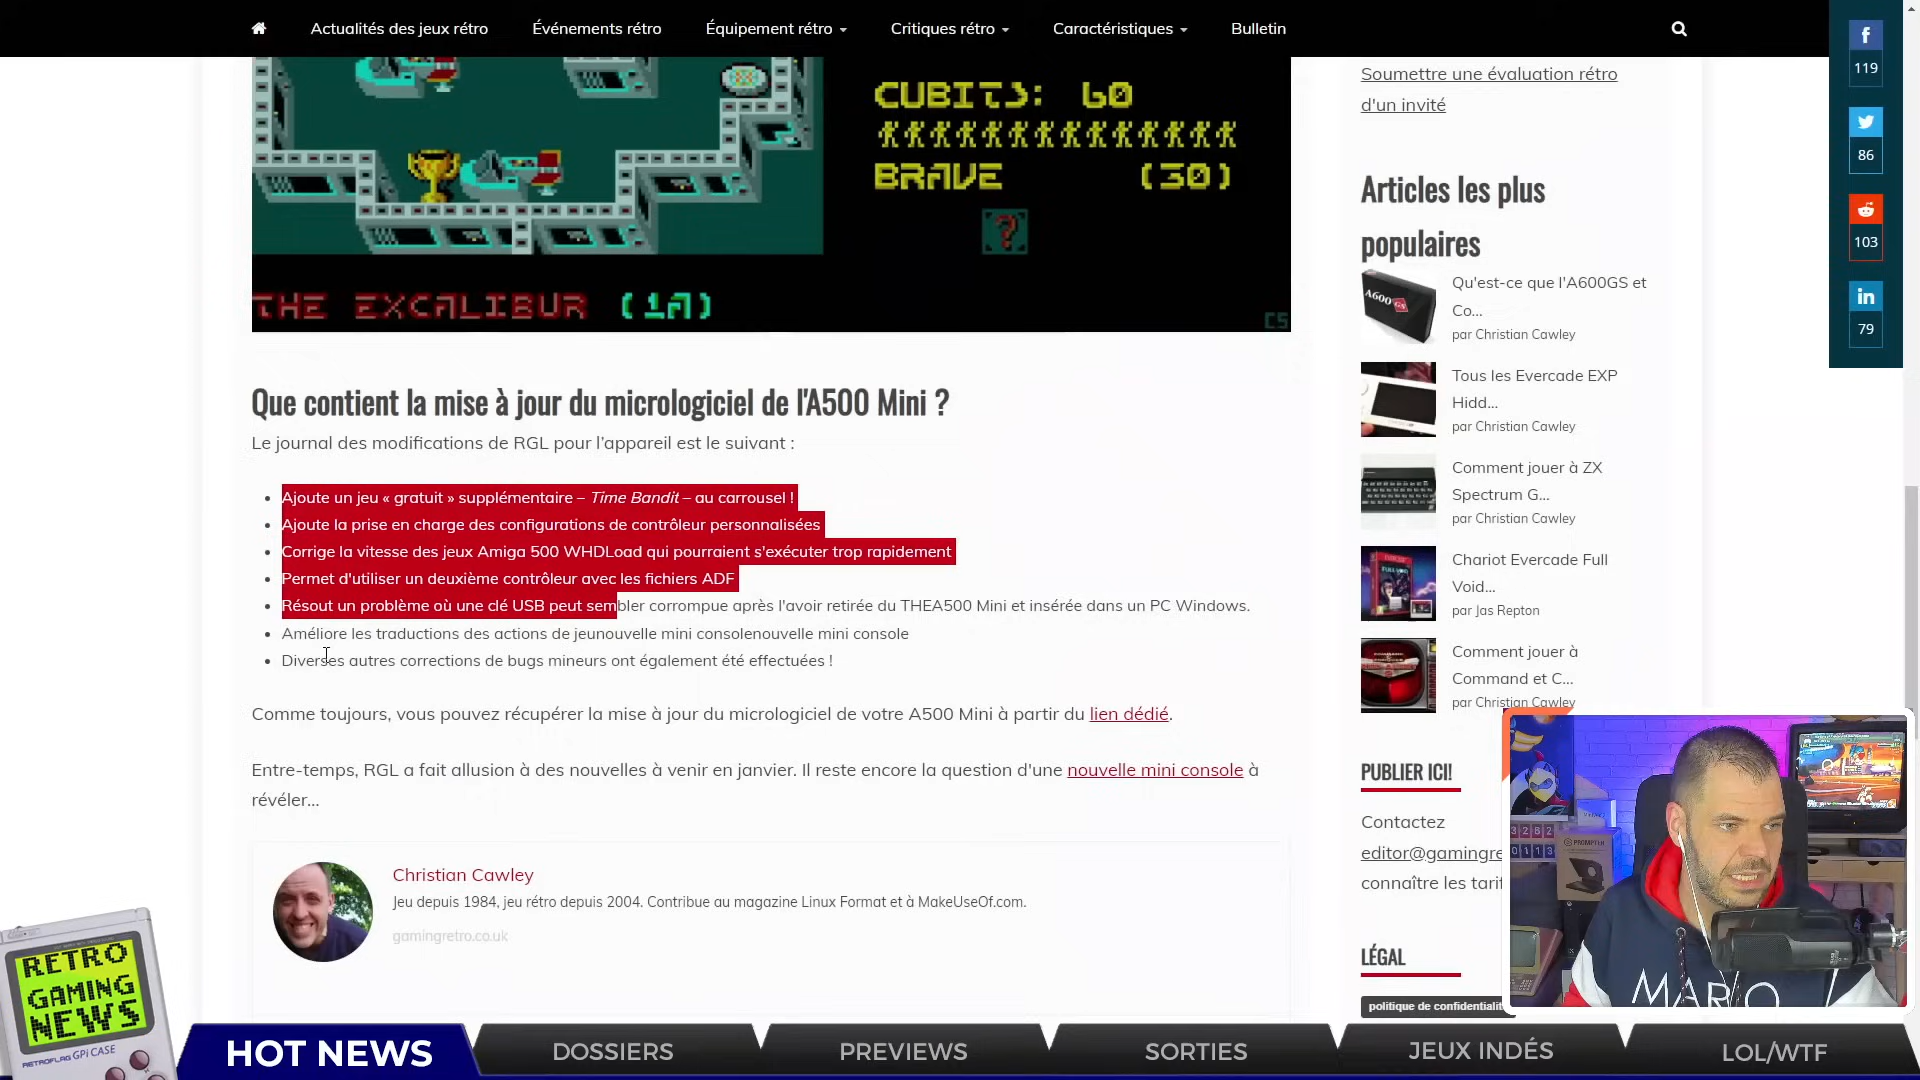 Actualités des jeux rétro
Événements rétro
Équipement rétro
Critiques rétro
Caractéristiques
Bulletin
119
86
103
79
CUBITS: 60
BRAVE (30)
?
THE EXCALIBUR (1A)
CS
Soumettre une évaluation rétro
d'un invité
Articles les plus
populaires
A600 GS
Qu'est-ce que l'A600GS et
Co...
par Christian Cawley
Tous les Evercade EXP
Hidd...
par Christian Cawley
Comment jouer à ZX
Spectrum G...
par Christian Cawley
Chariot Evercade Full
Void...
par Jas Repton
Comment jouer à
Command et C...
par Christian Cawley
Que contient la mise à jour du micrologiciel de l'A500 Mini ?
Le journal des modifications de RGL pour l'appareil est le suivant :
Ajoute un jeu « gratuit » supplémentaire – Time Bandit – au carrousel !
Ajoute la prise en charge des configurations de contrôleur personnalisées
Corrige la vitesse des jeux Amiga 500 WHDLoad qui pourraient s'exécuter trop rapidement
Permet d'utiliser un deuxième contrôleur avec les fichiers ADF
Résout un problème où une clé USB peut sembler corrompue après l'avoir retirée du THEA500 Mini et insérée dans un PC Windows.
Améliore les traductions des actions de jeunouvelle mini consolenouvelle mini console
Diverses autres corrections de bugs mineurs ont également été effectuées !
Comme toujours, vous pouvez récupérer la mise à jour du micrologiciel de votre A500 Mini à partir du lien dédié.
Entre-temps, RGL a fait allusion à des nouvelles à venir en janvier. Il reste encore la question d'une nouvelle mini console à
révéler...
Christian Cawley
Jeu depuis 1984, jeu rétro depuis 2004. Contribue au magazine Linux Format et à MakeUseOf.com.
gamingretro.co.uk
PUBLIER ICI!
Contactez
editor@gamingre
connaître les tarif
LÉGAL
politique de confidentialit
MARIO
RETRO
GAMING
NEWS
RETROFLAG GPi CASE
HOT NEWS
DOSSIERS
PREVIEWS
SORTIES
JEUX INDÉS
LOL/WTF